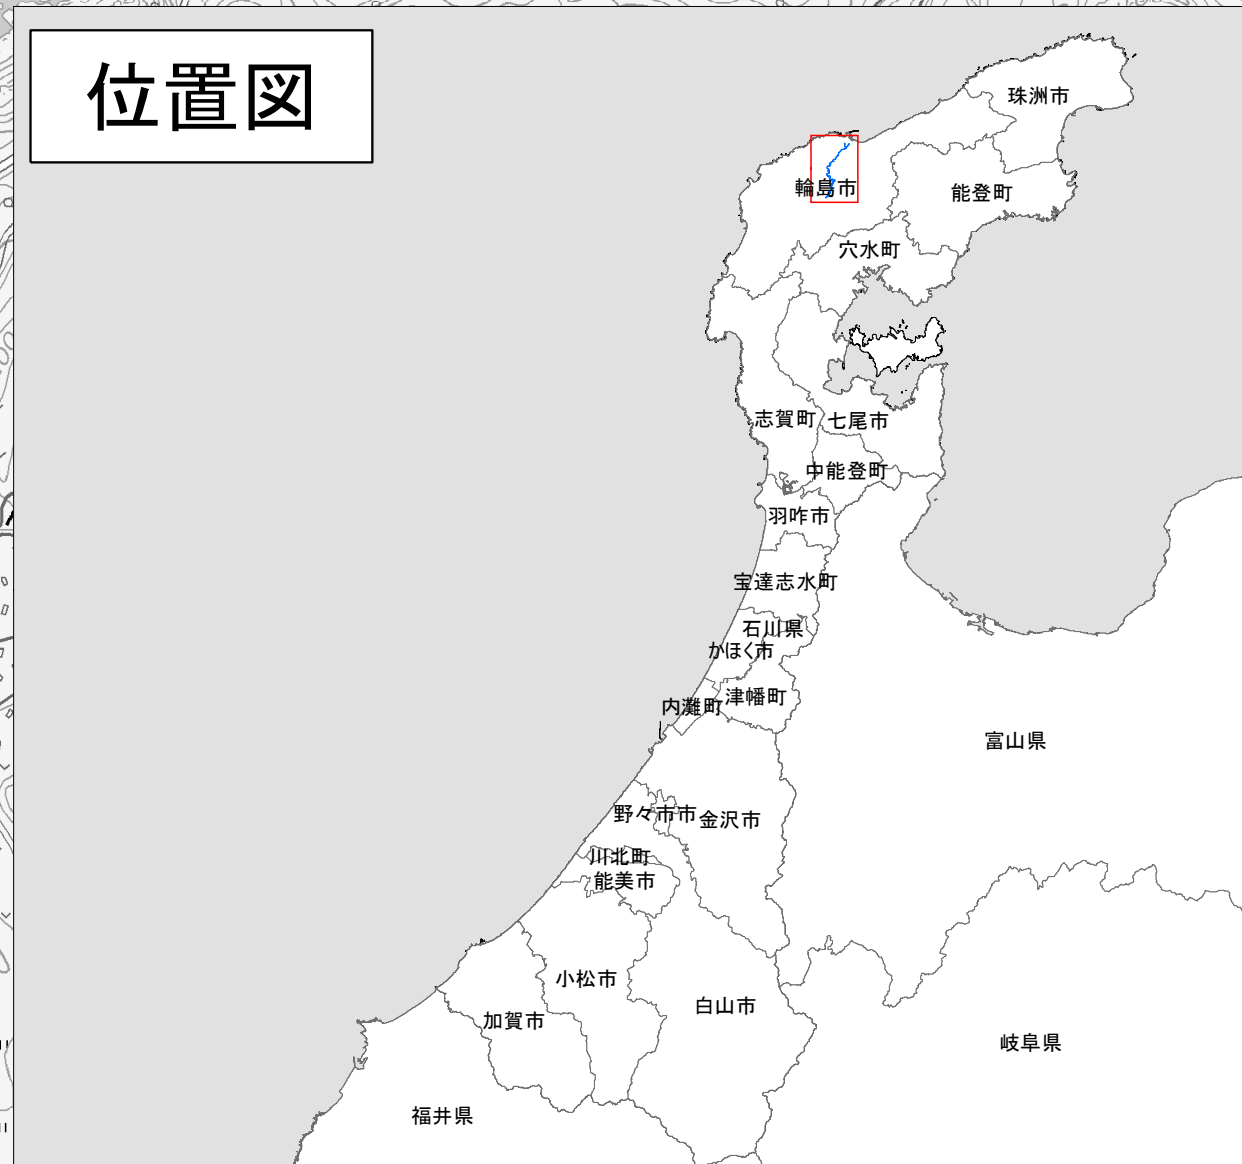 位置図
珠洲市
輪島市
能登町
穴水町
志賀町
七尾市
中能登町
羽咋市
宝達志水町
石川県
かほく市
津幡町
内灘町
富山県
野々市市
金沢市
川北町
能美市
小松市
白山市
加賀市
岐阜県
福井県